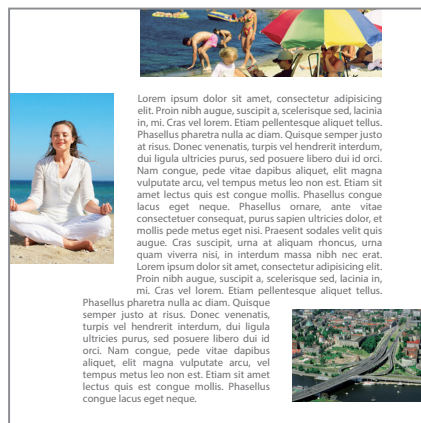 Lorem ipsum dolor sit amet, consectetur adipisicing
elit. Proin nibh augue, suscipit a, scelerisque sed, lacinia
in, mi. Cras vel lorem. Etiam pellentesque aliquet tellus.
Phasellus pharetra nulla ac diam. Quisque semper justo
at risus. Donec venenatis, turpis vel hendrerit interdum,
dui ligula ultricies purus, sed posuere libero dui id orci.
Nam congue, pede vitae dapibus aliquet, elit magna
vulputate arcu, vel tempus metus leo non est. Etiam sit
amet lectus quis est congue mollis. Phasellus congue
lacus eget neque. Phasellus ornare, ante vitae
consectetuer consequat, purus sapien ultricies dolor, et
mollis pede metus eget nisi. Praesent sodales velit quis
augue. Cras suscipit, urna at aliquam rhoncus, urna
quam viverra nisi, in interdum massa nibh nec erat.
Lorem ipsum dolor sit amet, consectetur adipisicing elit.
Proin nibh augue, suscipit a, scelerisque sed, lacinia in,
mi. Cras vel lorem. Etiam pellentesque aliquet tellus.
Phasellus pharetra nulla ac diam. Quisque
semper justo at risus. Donec venenatis,
turpis vel hendrerit interdum, dui ligula
ultricies purus, sed posuere libero dui id
orci. Nam congue, pede vitae dapibus
aliquet, elit magna vulputate arcu, vel
tempus metus leo non est. Etiam sit amet
lectus quis est congue mollis. Phasellus
congue lacus eget neque.